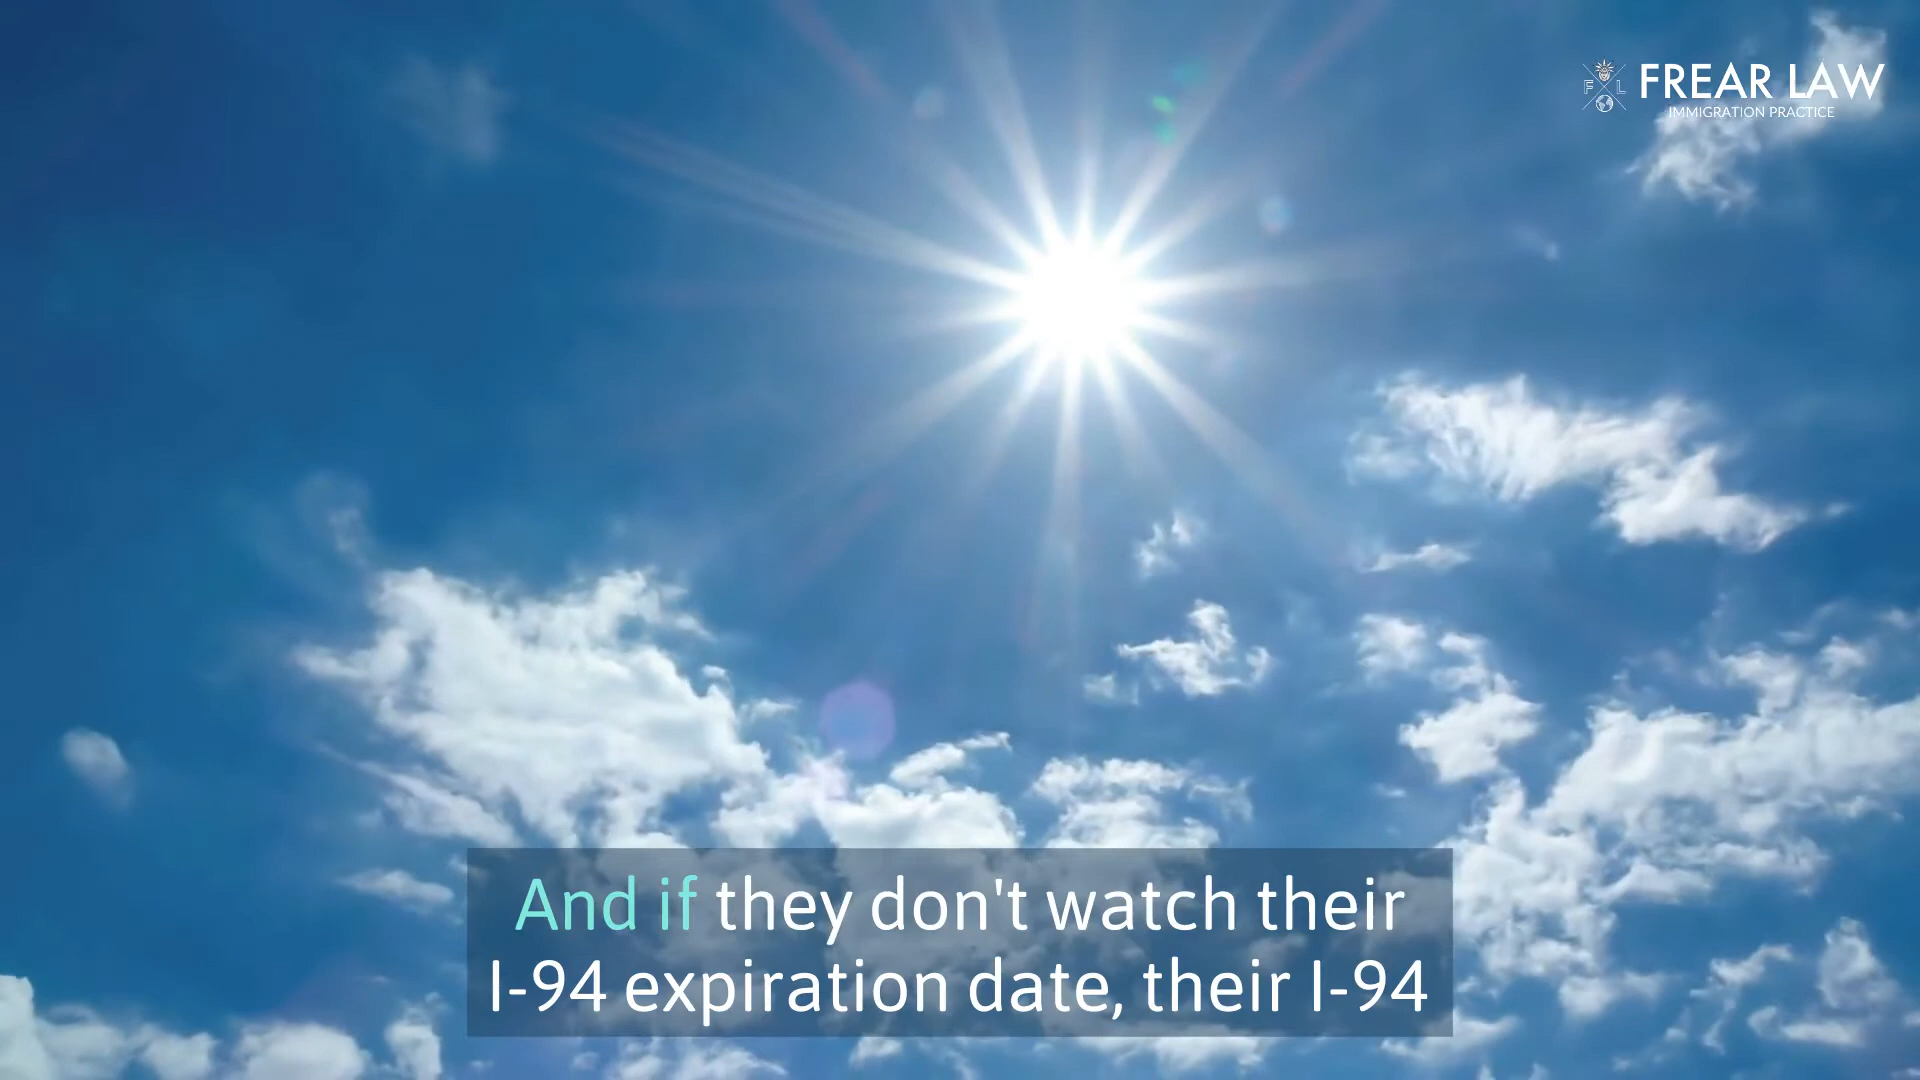 F L
FREAR LAW
IMMIGRATION PRACTICE
And if they don't watch their
I-94 expiration date, their I-94